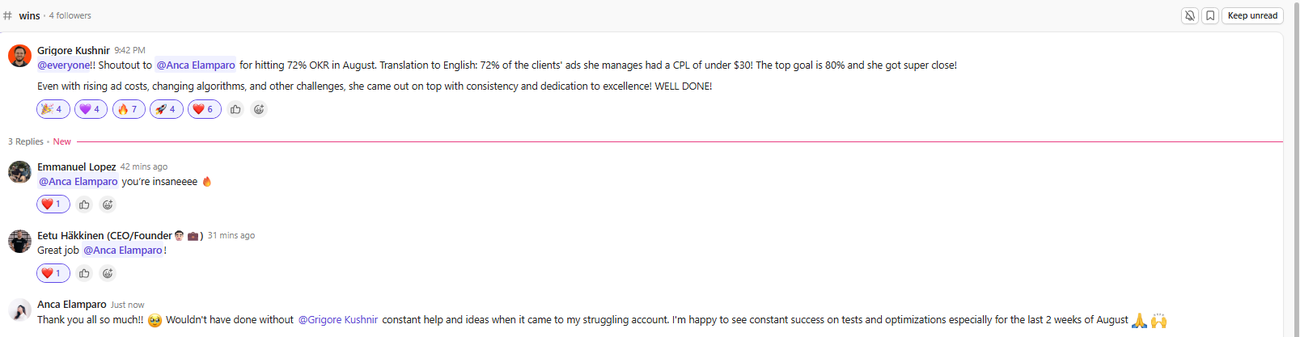 # wins · 4 followers
Keep unread
Grigore Kushnir 9:42 PM
@everyone!! Shoutout to @Anca Elamparo for hitting 72% OKR in August. Translation to English: 72% of the clients' ads she manages had a CPL of under $30! The top goal is 80% and she got super close!
Even with rising ad costs, changing algorithms, and other challenges, she came out on top with consistency and dedication to excellence! WELL DONE!
🎉 4 💜 4 🔥 7 🚀 4 ❤️ 6
3 Replies · New
Emmanuel Lopez 42 mins ago
@Anca Elamparo you're insaneeee 🔥
❤️ 1
Eetu Häkkinen (CEO/Founder 👨🏻‍💼) 31 mins ago
Great job @Anca Elamparo!
❤️ 1
Anca Elamparo Just now
Thank you all so much!! 🥹 Wouldn't have done without @Grigore Kushnir constant help and ideas when it came to my struggling account. I'm happy to see constant success on tests and optimizations especially for the last 2 weeks of August 🙏 🙌